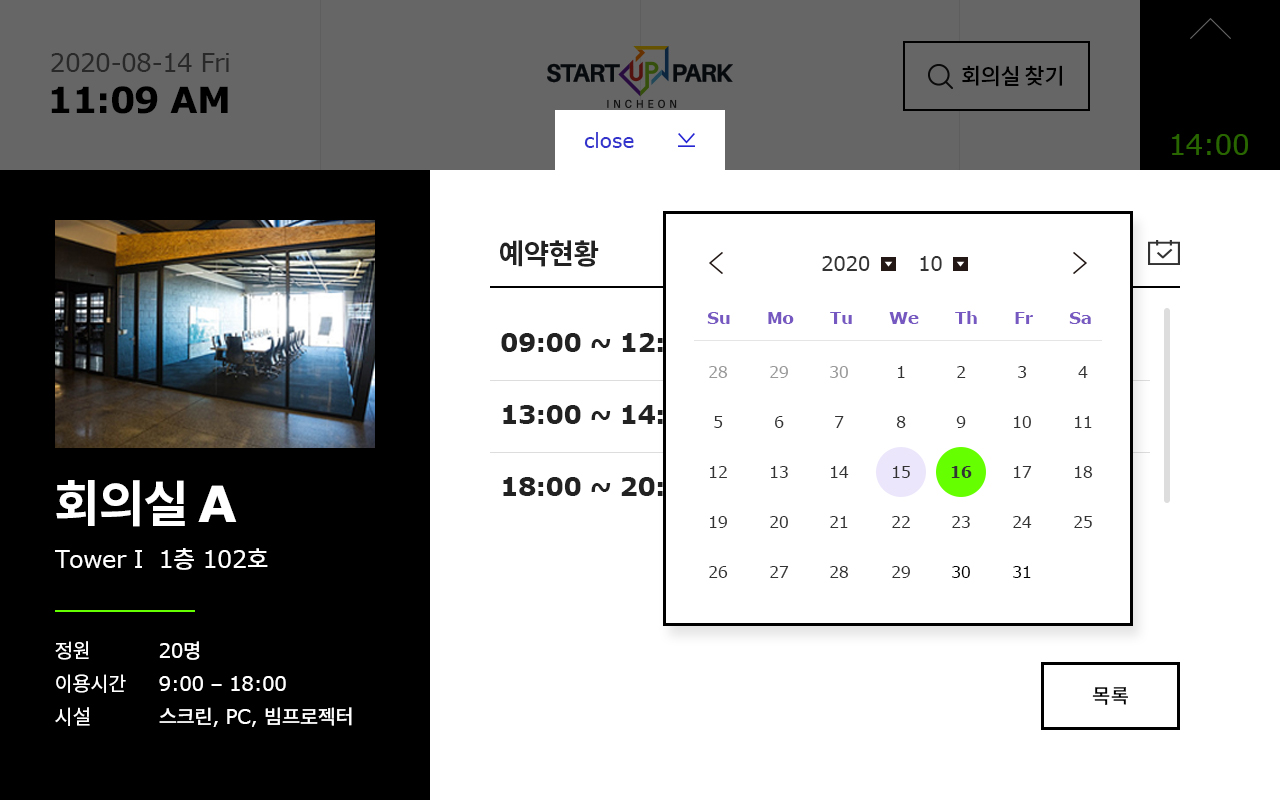 2020-08-14 Fri
11:09 AM
START UP PARK
INCHEON
회의실 찾기
14:00
close
예약현황
09:00 ~ 12:
13:00 ~ 14:
18:00 ~ 20:
2020 10
Su Mo Tu We Th Fr Sa
28 29 30 1 2 3 4
5 6 7 8 9 10 11
12 13 14 15 16 17 18
19 20 21 22 23 24 25
26 27 28 29 30 31
회의실 A
Tower I 1층 102호
정원 20명
이용시간 9:00 – 18:00
시설 스크린, PC, 빔프로젝터
목록